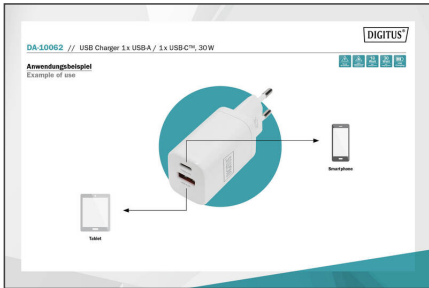 DIGITUS®
DA-10062 // USB Charger 1x USB-A / 1x USB-C™, 30 W
Anwendungsbeispiel
Example of use
Smartphone
Tablet